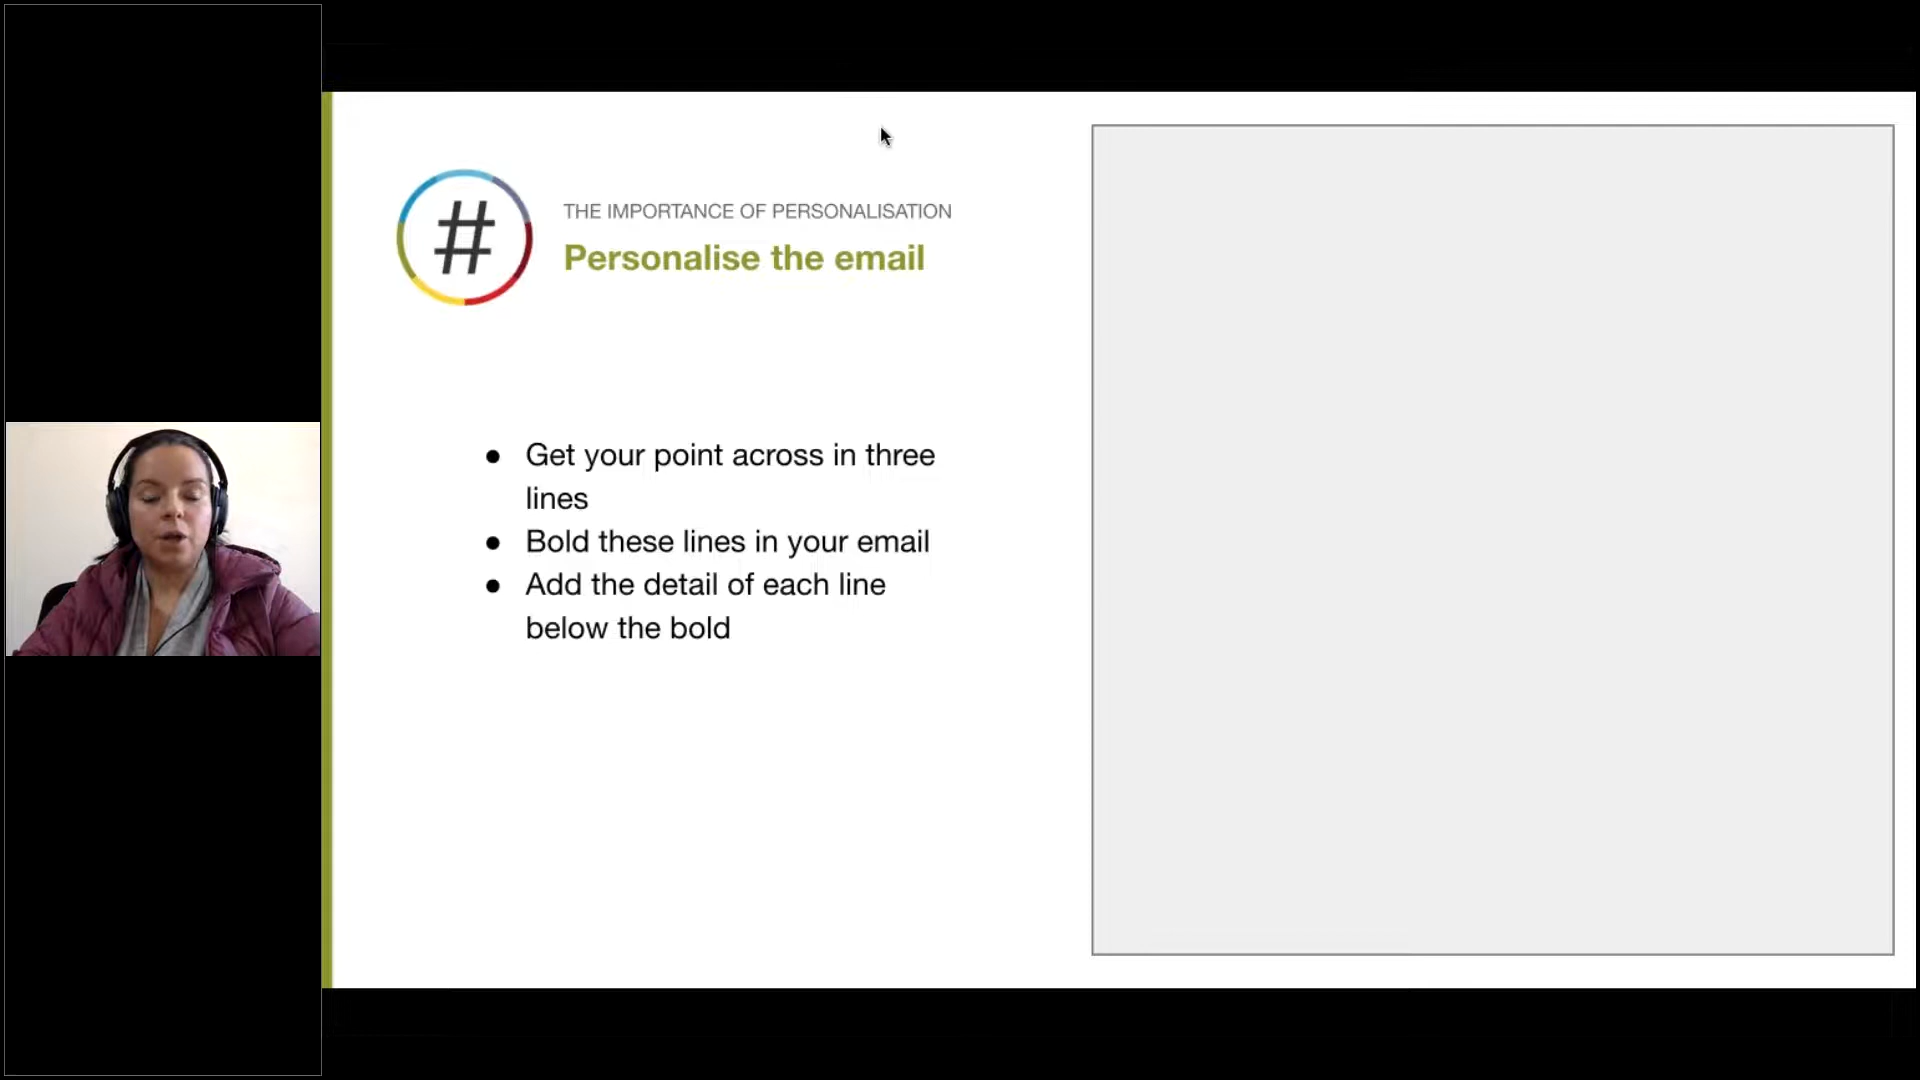 #
THE IMPORTANCE OF PERSONALISATION
Personalise the email
● Get your point across in three
lines
● Bold these lines in your email
● Add the detail of each line
below the bold